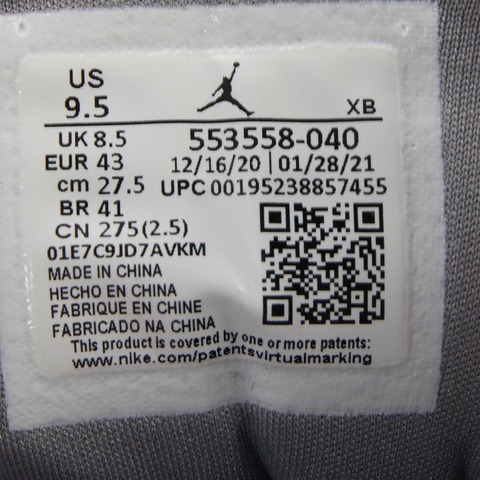 US
9.5
XB
UK 8.5
553558-040
EUR 43
12/16/20 | 01/28/21
cm 27.5
UPC 00195238857455
BR 41
CN 275(2.5)
01E7C9JD7AVKM
MADE IN CHINA
HECHO EN CHINA
FABRIQUE EN CHINE
FABRICADO NA CHINA
This product is covered by one or more patents:
www.nike.com/patentsvirtualmarking